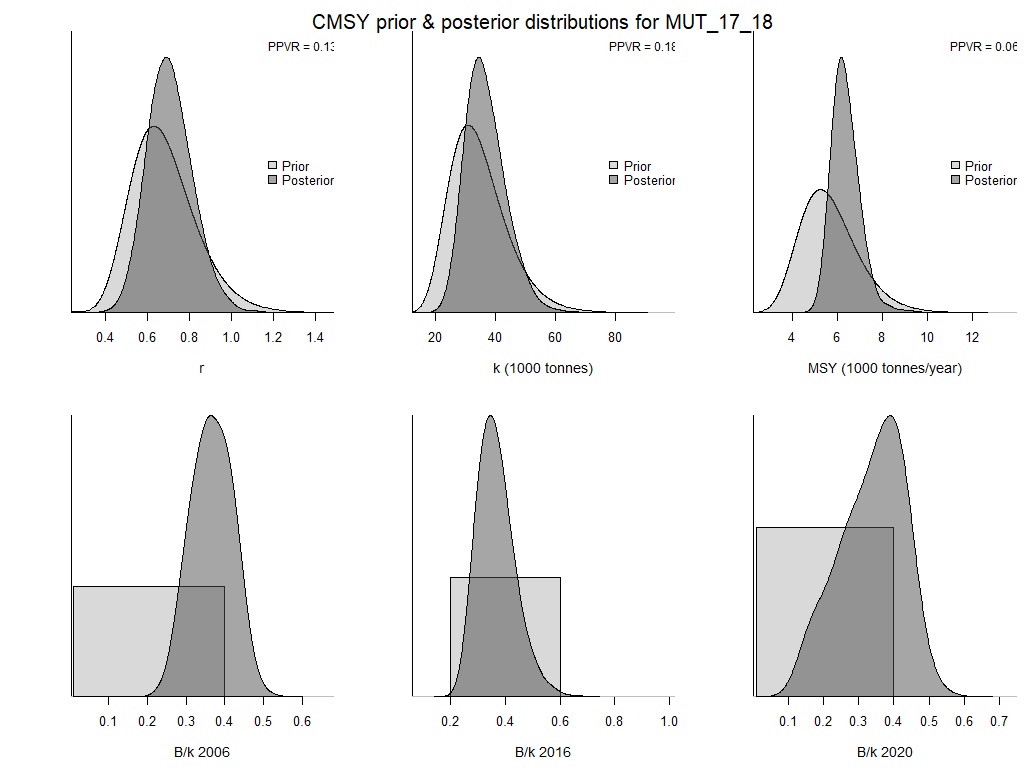 CMSY prior & posterior distributions for MUT_17_18
PPVR = 0.13
Prior
Posterior
0.4 0.6 0.8 1.0 1.2 1.4
r
PPVR = 0.18
Prior
Posterior
20 40 60 80
k (1000 tonnes)
PPVR = 0.06
Prior
Posterior
4 6 8 10 12
MSY (1000 tonnes/year)
0.1 0.2 0.3 0.4 0.5 0.6
B/k 2006
0.2 0.4 0.6 0.8 1.0
B/k 2016
0.1 0.2 0.3 0.4 0.5 0.6 0.7
B/k 2020